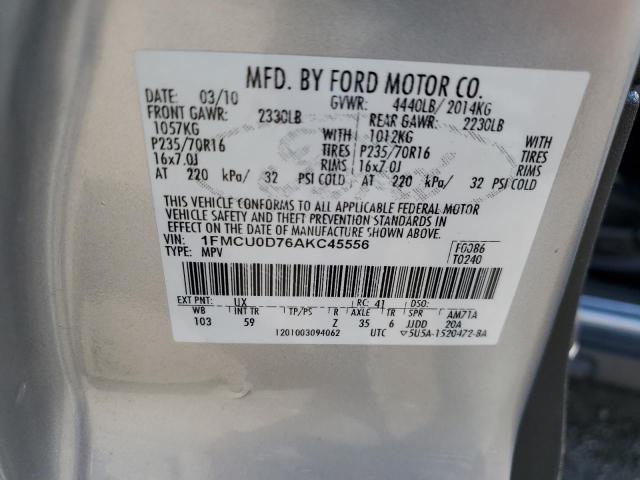 MFD. BY FORD MOTOR CO.
DATE: 03/10 GVWR: 4440LB/ 2014KG
FRONT GAWR: 2330LB REAR GAWR: 2230LB
1057KG WITH 1012KG WITH
P235/70R16 TIRES P235/70R16 TIRES
16x7.0J RIMS 16x7.0J RIMS
AT 220 kPa/ 32 PSI COLD AT 220 kPa/ 32 PSI COLD
THIS VEHICLE CONFORMS TO ALL APPLICABLE FEDERAL MOTOR
VEHICLE SAFETY AND THEFT PREVENTION STANDARDS IN
EFFECT ON THE DATE OF MANUFACTURE SHOWN ABOVE.
VIN: 1FMCU0D76AKC45556 F0086
TYPE: MPV T0240
EXT PNT: UX RC: 41 DSO:
WB INT TR TP/PS R AXLE TR SPR AM71A
103 59 Z 35 6 JJDD 20A
1201003094062 UTC ▽5U5A-1520472-BA